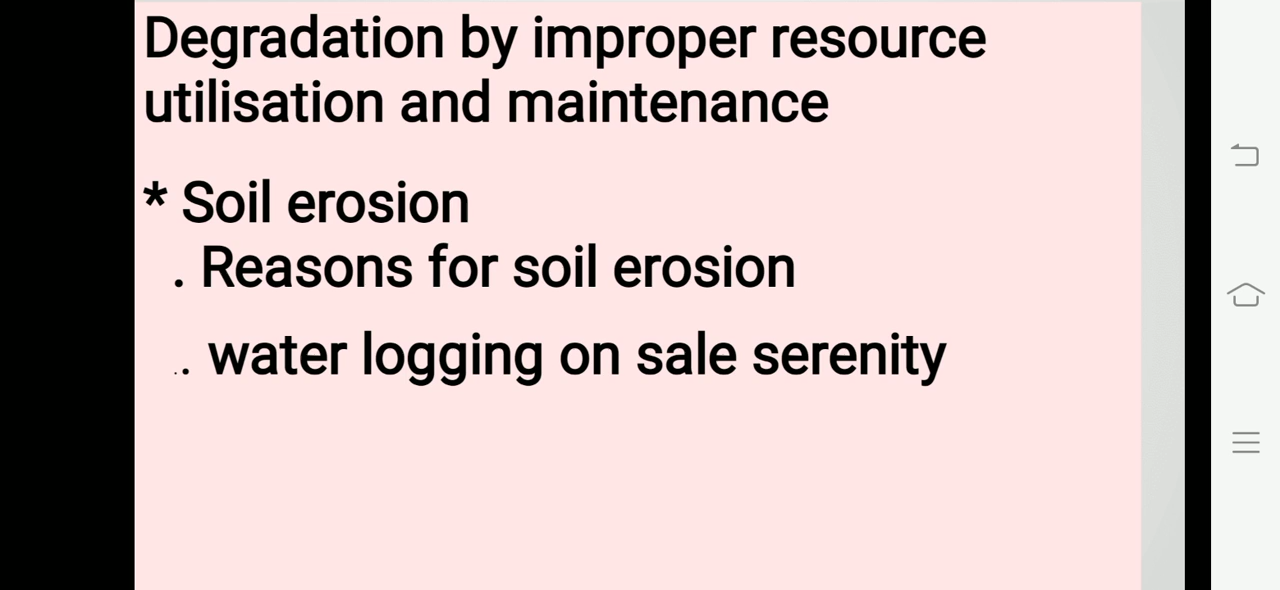 Degradation by improper resource
utilisation and maintenance
* Soil erosion
. Reasons for soil erosion
.. water logging on sale serenity